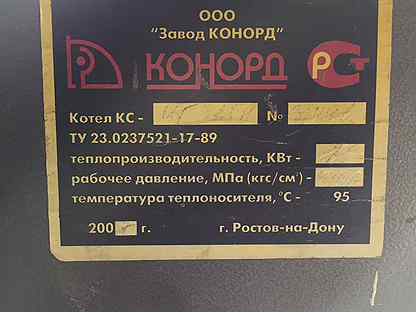 ООО
"Завод КОНОРД"
КОНОРД РСТ
Котел КС - №
ТУ 23.0237521-17-89
теплопроизводительность, КВт -
рабочее давление, МПа (кгс/см²) -
температура теплоносителя, °С - 95
200 г. г. Ростов-на-Дону